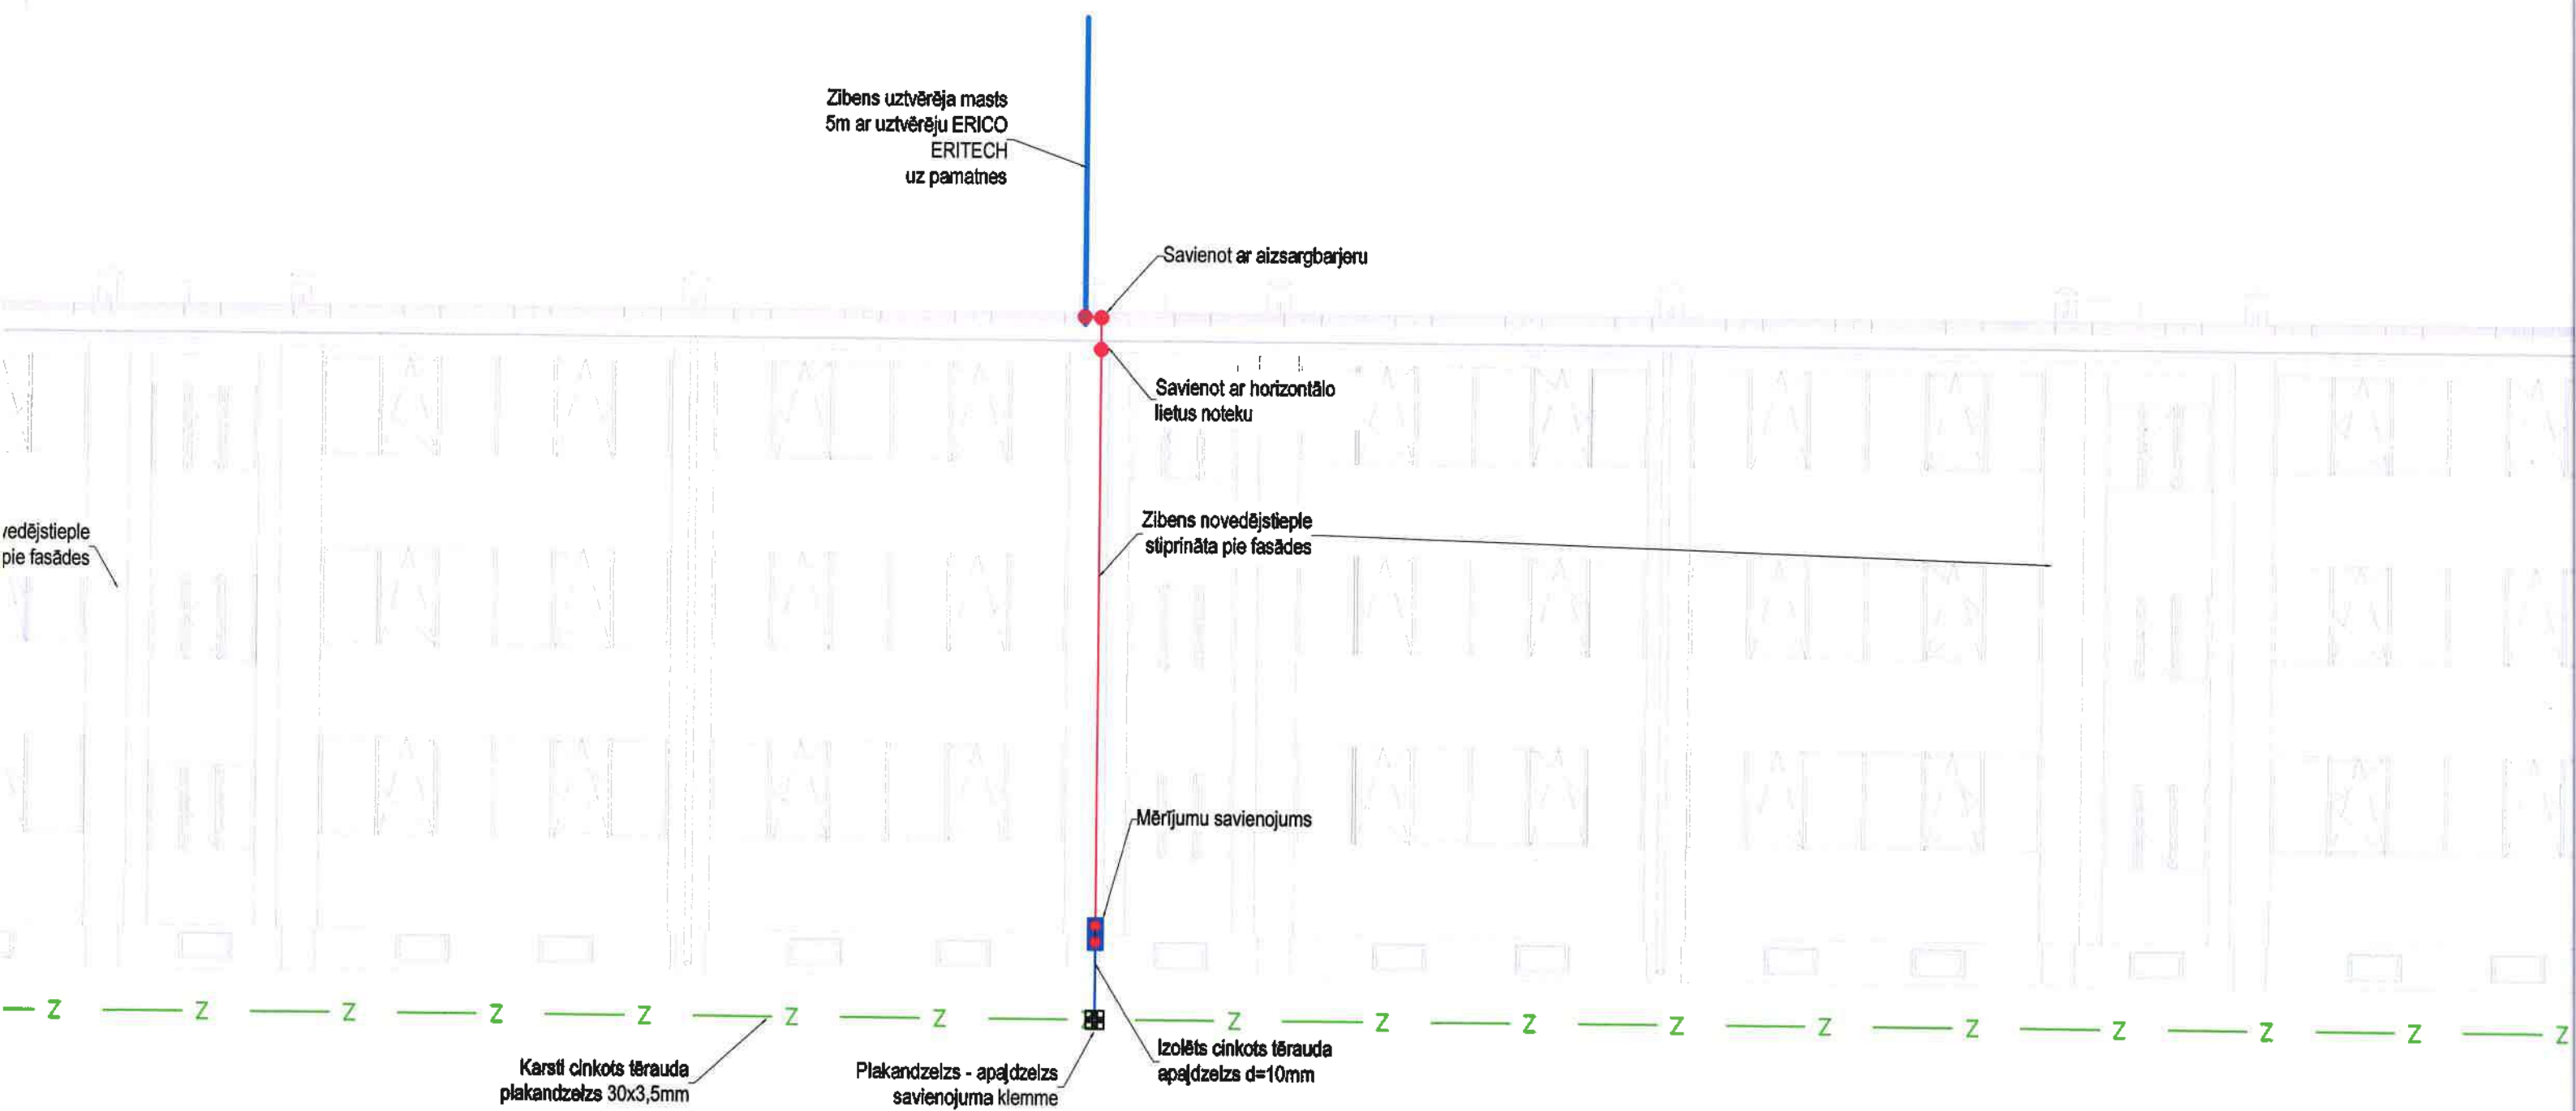 Zibens uztvērēja masts
5m ar uztvērēju ERICO
ERITECH
uz pamatnes
Savienot ar aizsargbarjeru
Savienot ar horizontālo
lietus noteku
vedējstieple
pie fasādes
Zibens novedējstieple
stiprināta pie fasādes
Mērījumu savienojums
Z Z Z Z Z Z Z Z Z Z Z Z Z Z Z Z
Karsti cinkots tērauda
plakandzelzs 30x3,5mm
Plakandzelzs - apaļdzelzs
savienojuma klemme
Izolēts cinkots tērauda
apaļdzelzs d=10mm